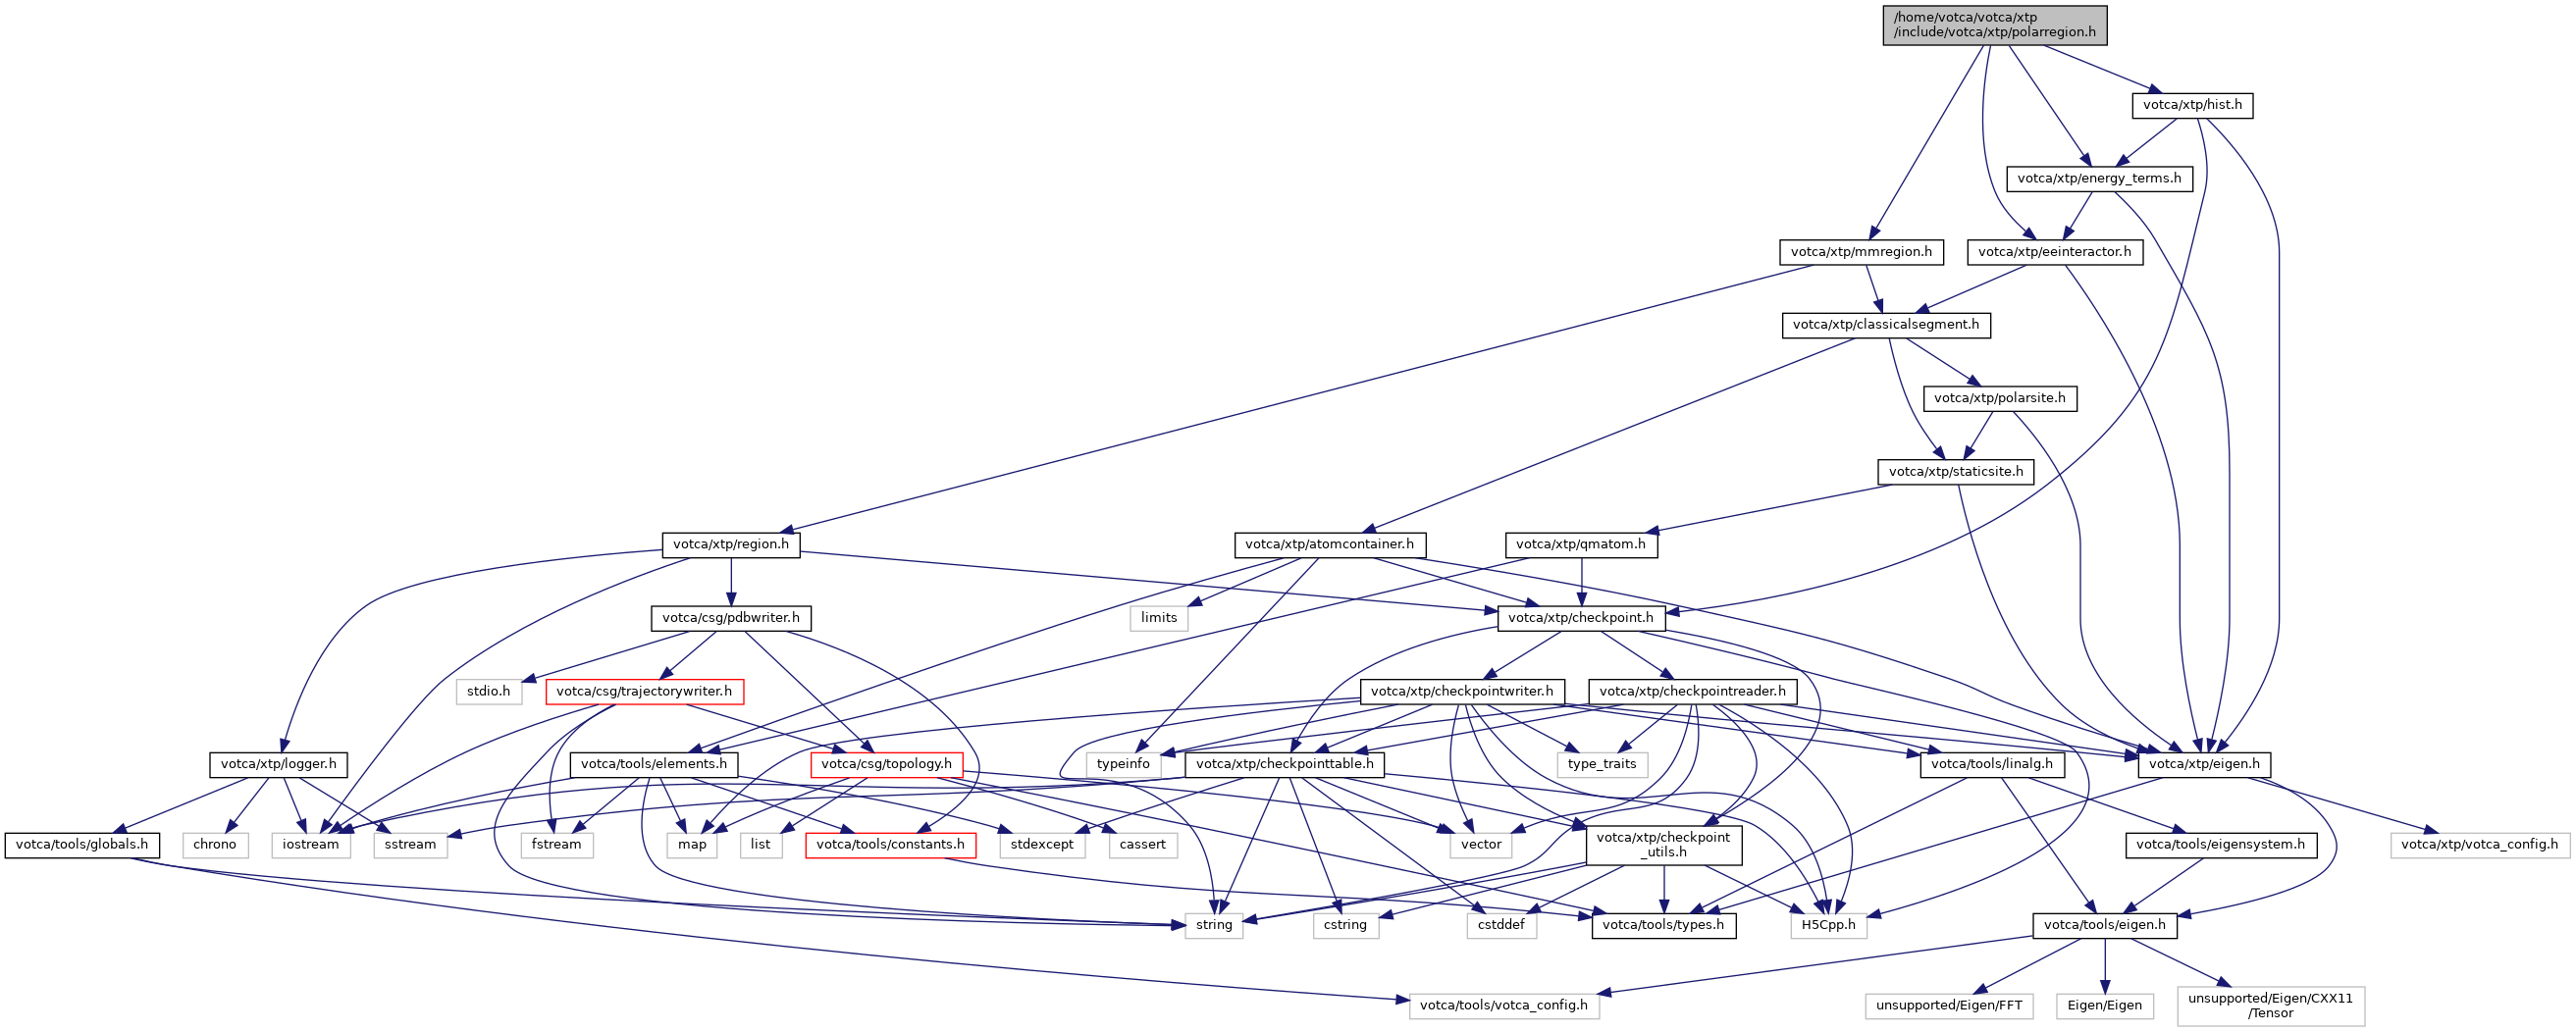 /home/votca/votca/xtp
/include/votca/xtp/polarregion.h
votca/xtp/hist.h
votca/xtp/energy_terms.h
votca/xtp/mmregion.h
votca/xtp/eeinteractor.h
votca/xtp/classicalsegment.h
votca/xtp/polarsite.h
votca/xtp/staticsite.h
votca/xtp/region.h
votca/xtp/atomcontainer.h
votca/xtp/qmatom.h
votca/csg/pdbwriter.h
limits
votca/xtp/checkpoint.h
stdio.h
votca/csg/trajectorywriter.h
votca/xtp/checkpointwriter.h
votca/xtp/checkpointreader.h
votca/xtp/logger.h
votca/tools/elements.h
votca/csg/topology.h
typeinfo
votca/xtp/checkpointtable.h
type_traits
votca/tools/linalg.h
votca/xtp/eigen.h
votca/tools/globals.h
chrono
iostream
sstream
fstream
map
list
votca/tools/constants.h
stdexcept
cassert
vector
votca/xtp/checkpoint
_utils.h
votca/tools/eigensystem.h
votca/xtp/votca_config.h
string
cstring
cstddef
votca/tools/types.h
H5Cpp.h
votca/tools/eigen.h
votca/tools/votca_config.h
unsupported/Eigen/FFT
Eigen/Eigen
unsupported/Eigen/CXX11
/Tensor